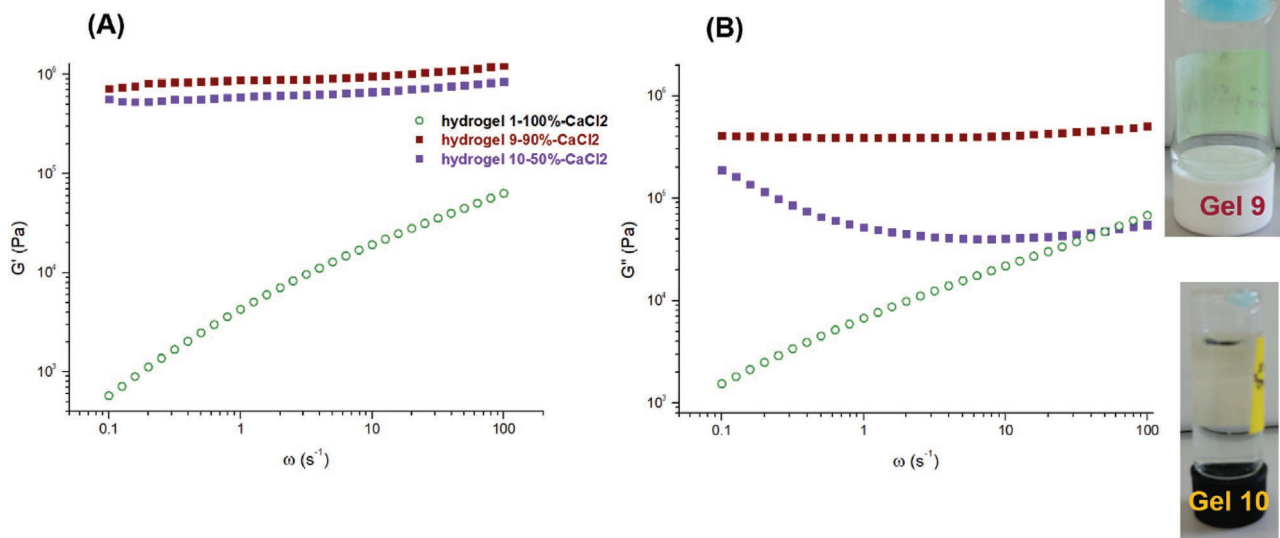 (A)
10⁶
10⁵
10⁴
10³
G' (Pa)
0.1 1 10 100
ω (s⁻¹)
hydrogel 1-100%-CaCl2
hydrogel 9-90%-CaCl2
hydrogel 10-50%-CaCl2
(B)
10⁶
10⁵
10⁴
10³
G" (Pa)
0.1 1 10 100
ω (s⁻¹)
Gel 9
Gel 10